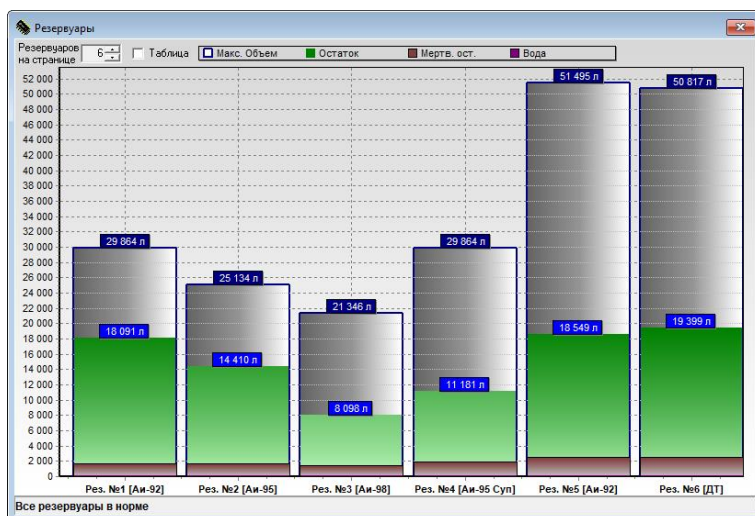 Резервуары
Резервуаров
на странице
6
Таблица
Макс. Объем
Остаток
Мертв. ост.
Вода
52 000
50 000
48 000
46 000
44 000
42 000
40 000
38 000
36 000
34 000
32 000
30 000
28 000
26 000
24 000
22 000
20 000
18 000
16 000
14 000
12 000
10 000
8 000
6 000
4 000
2 000
0
29 864 л
18 091 л
25 134 л
14 410 л
21 346 л
8 098 л
29 864 л
11 181 л
51 495 л
18 549 л
50 817 л
19 399 л
Рез. №1 [Аи-92]
Рез. №2 [Аи-95]
Рез. №3 [Аи-98]
Рез. №4 [Аи-95 Суп]
Рез. №5 [Аи-92]
Рез. №6 [ДТ]
Все резервуары в норме